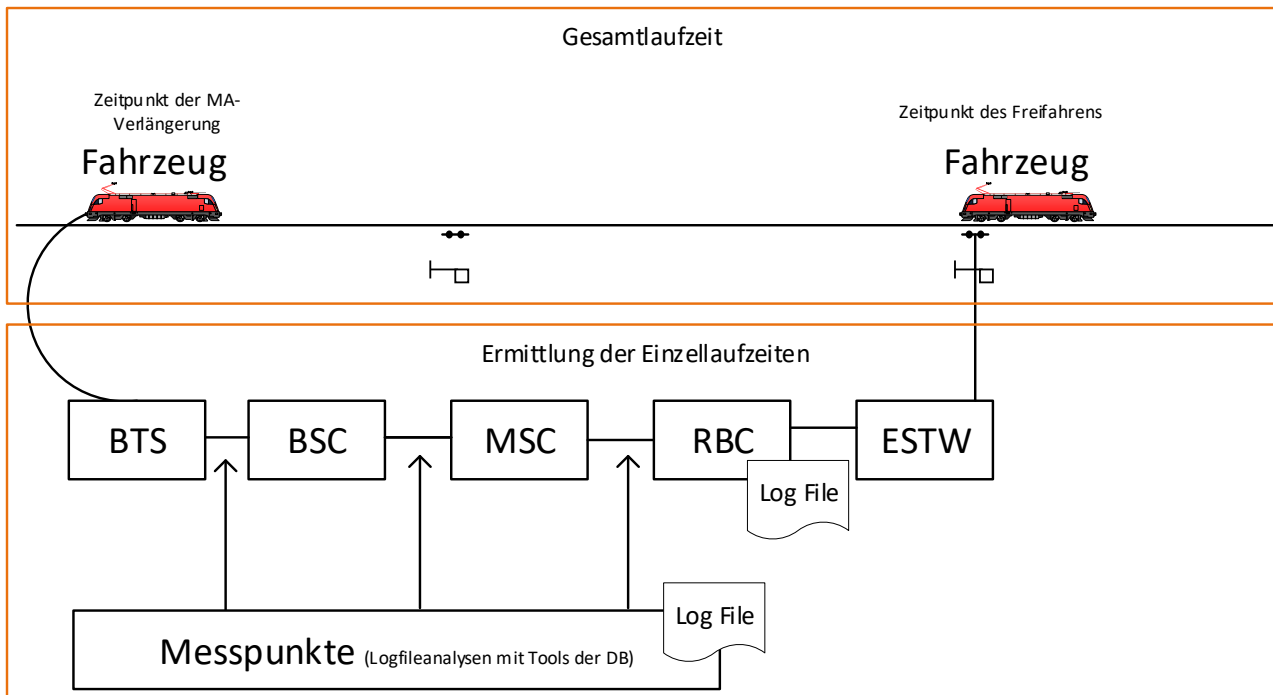 Gesamtlaufzeit
Zeitpunkt der MA-
Verlängerung
Fahrzeug
Zeitpunkt des Freifahrens
Fahrzeug
Ermittlung der Einzellaufzeiten
BTS
BSC
MSC
RBC
ESTW
Log File
Log File
Messpunkte (Logfileanalysen mit Tools der DB)